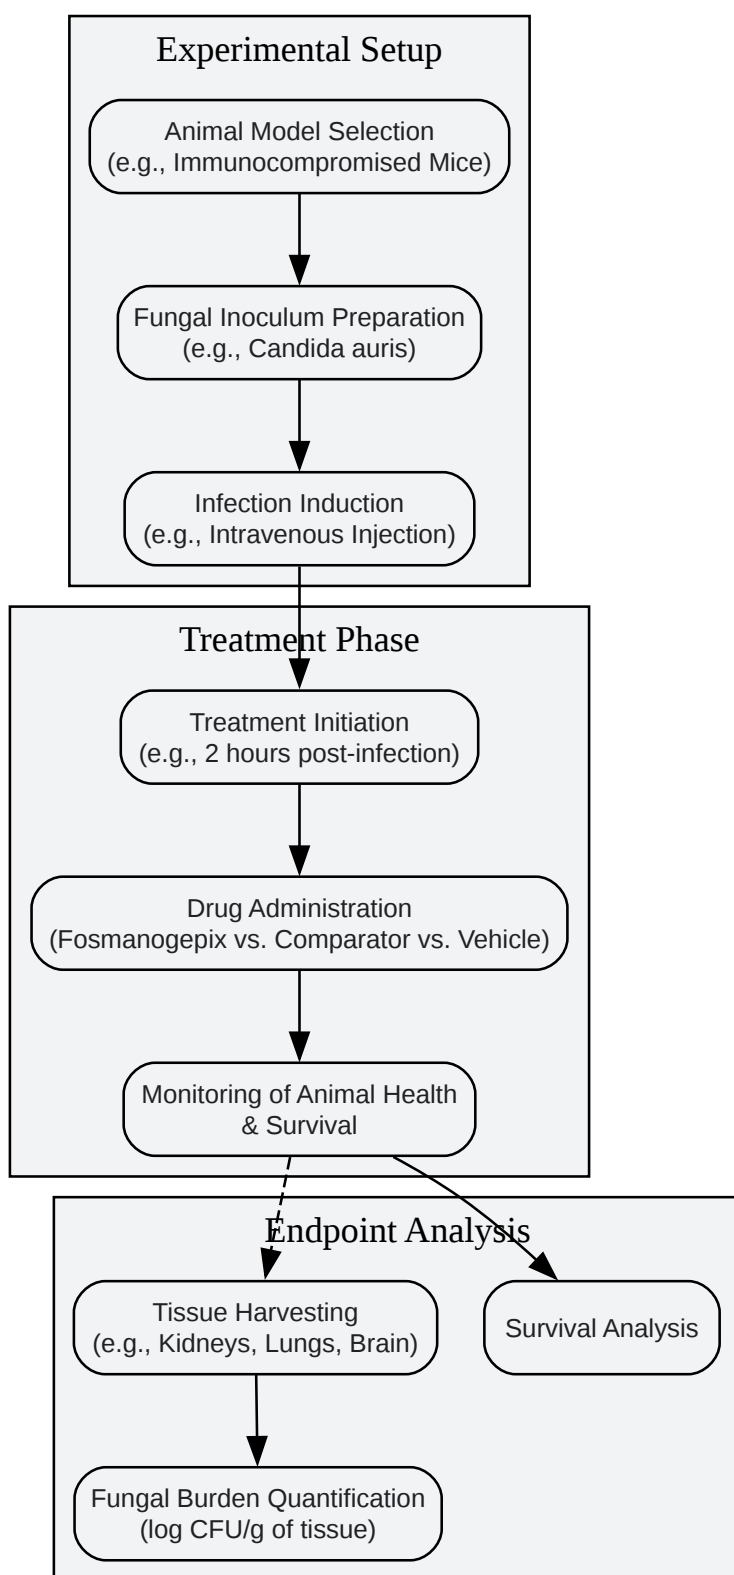 Experimental Setup
Animal Model Selection
(e.g., Immunocompromised Mice)
Fungal Inoculum Preparation
(e.g., Candida auris)
Infection Induction
(e.g., Intravenous Injection)
Treatment Phase
Treatment Initiation
(e.g., 2 hours post-infection)
Drug Administration
(Fosmanogepix vs. Comparator vs. Vehicle)
Monitoring of Animal Health
& Survival
Endpoint Analysis
Tissue Harvesting
(e.g., Kidneys, Lungs, Brain)
Survival Analysis
Fungal Burden Quantification
(log CFU/g of tissue)